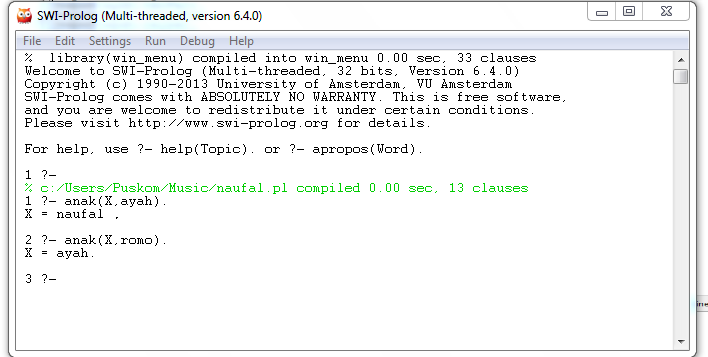 SWI-Prolog (Multi-threaded, version 6.4.0)
File Edit Settings Run Debug Help
% library(win_menu) compiled into win_menu 0.00 sec, 33 clauses
Welcome to SWI-Prolog (Multi-threaded, 32 bits, Version 6.4.0)
Copyright (c) 1990-2013 University of Amsterdam, VU Amsterdam
SWI-Prolog comes with ABSOLUTELY NO WARRANTY. This is free software,
and you are welcome to redistribute it under certain conditions.
Please visit http://www.swi-prolog.org for details.
For help, use ?- help(Topic). or ?- apropos(Word).
1 ?-
% c:/Users/Puskom/Music/naufal.pl compiled 0.00 sec, 13 clauses
1 ?- anak(X,ayah).
X = naufal .
2 ?- anak(X,romo).
X = ayah.
3 ?-